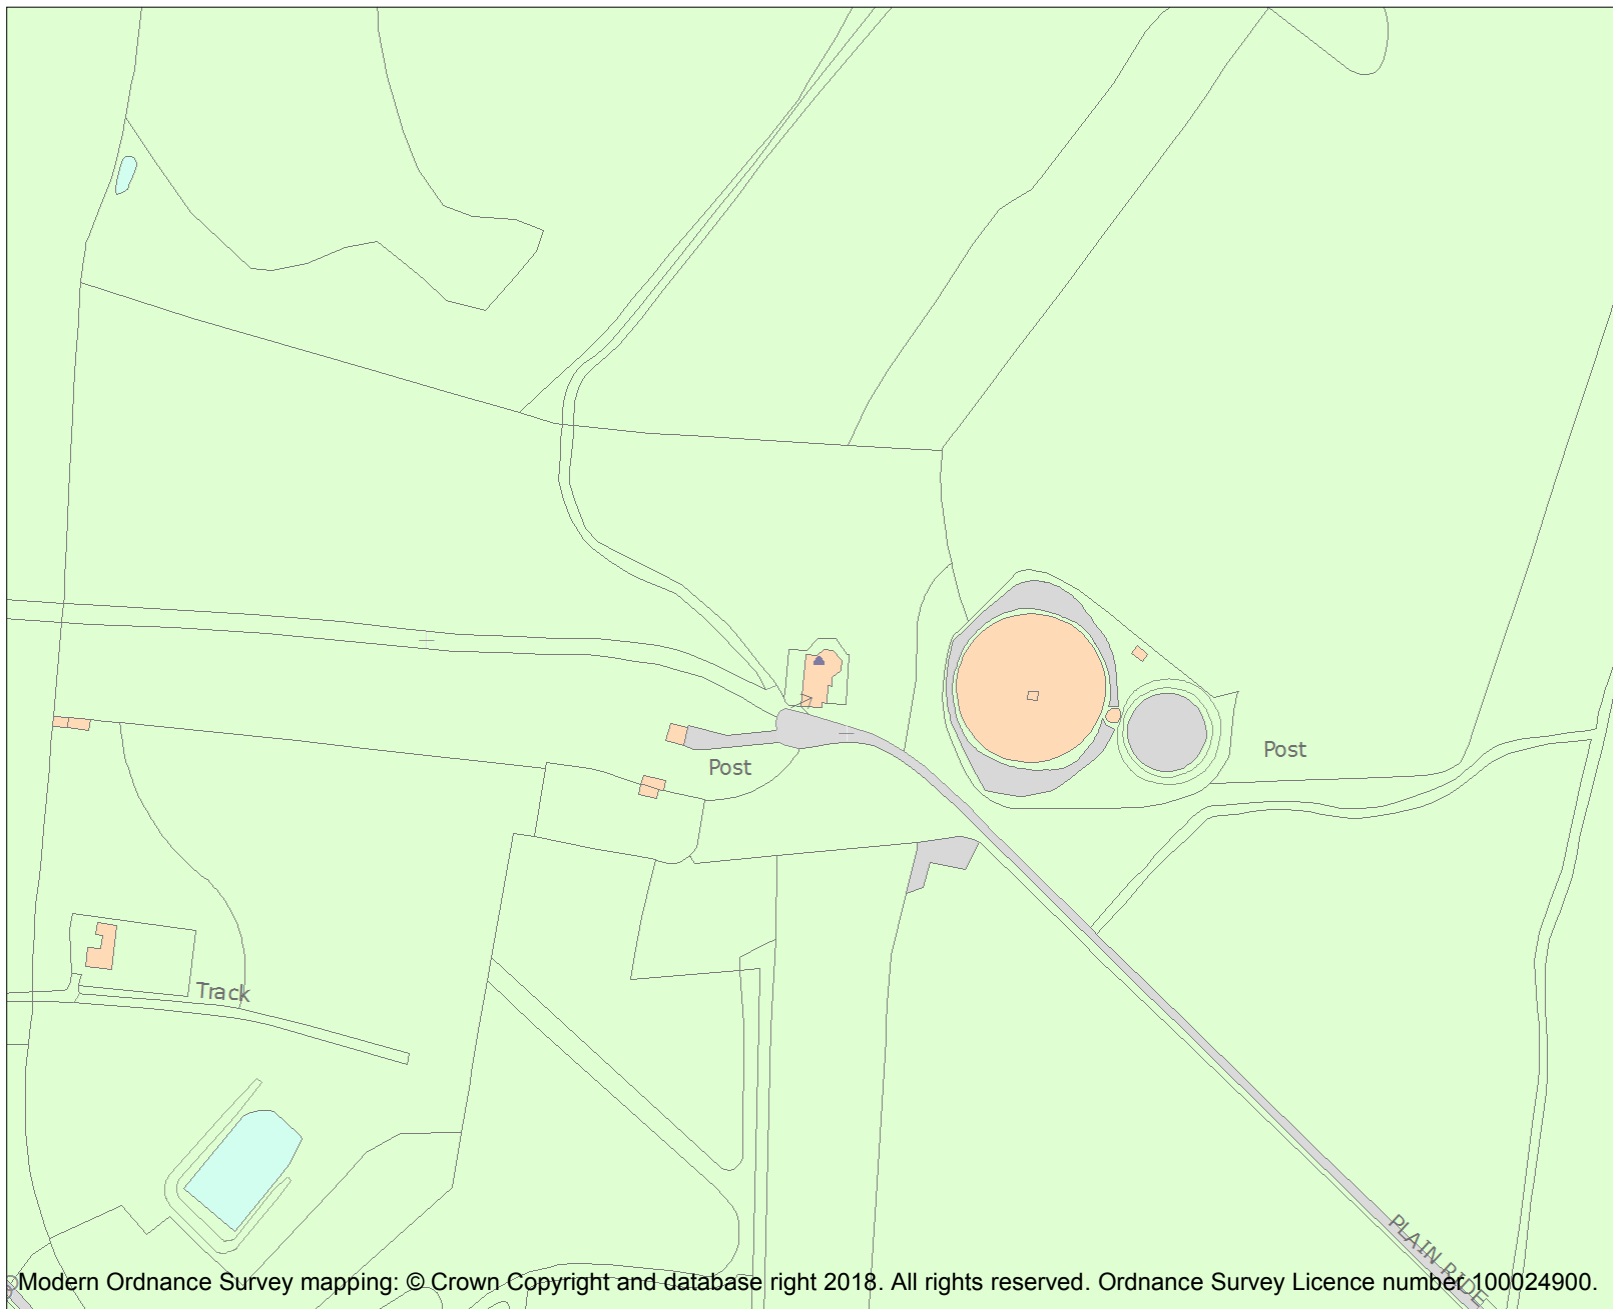 Post
Post
Track
PLAIN RIDE
Modern Ordnance Survey mapping: © Crown Copyright and database right 2018. All rights reserved. Ordnance Survey Licence number 100024900.